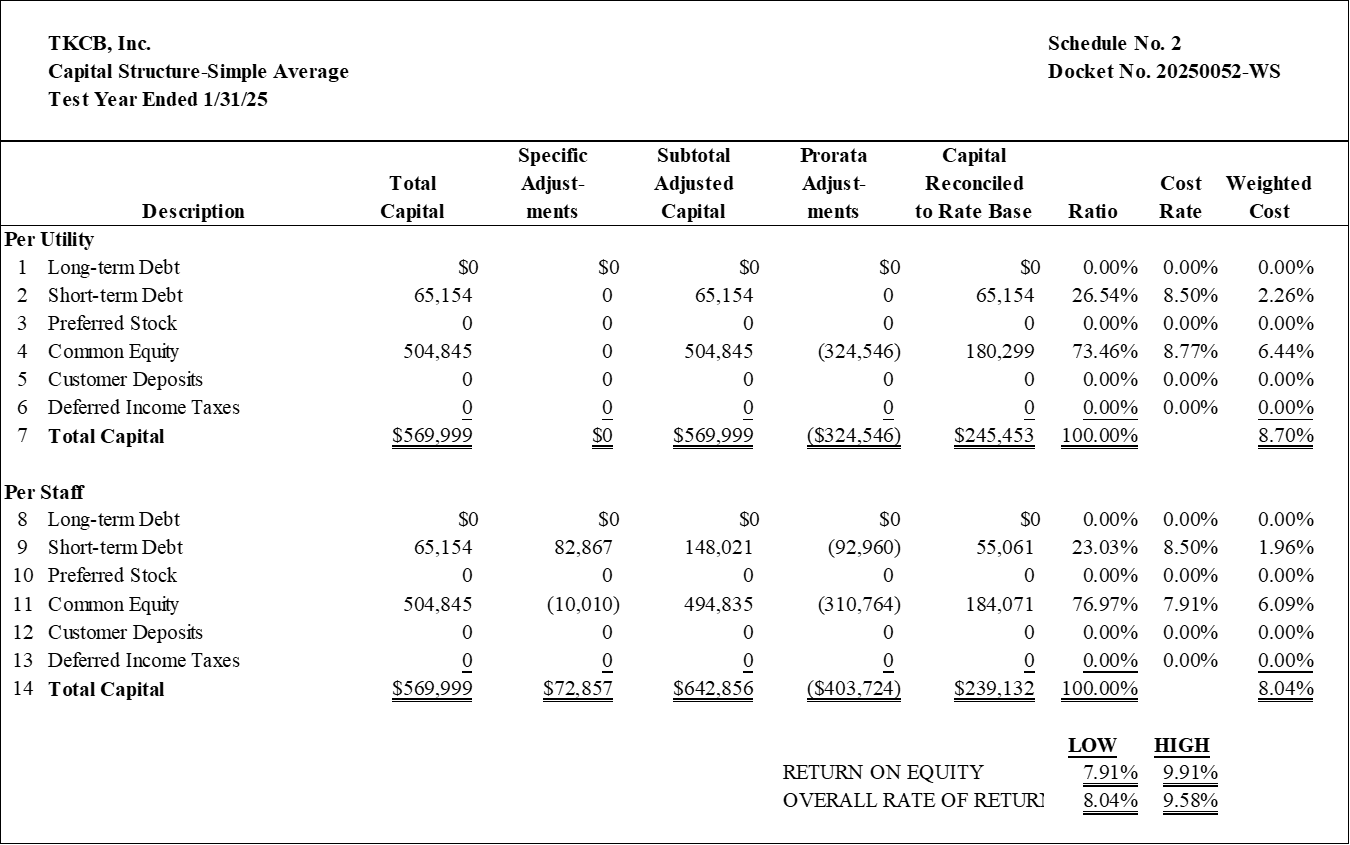 TKCB, Inc. Schedule No. 2
Capital Structure-Simple Average Docket No. 20250052-WS
Test Year Ended 1/31/25
Specific Subtotal Prorata Capital
Total Adjust- Adjusted Adjust- Reconciled Cost Weighted
Description Capital ments Capital ments to Rate Base Ratio Rate Cost
Per Utility
1 Long-term Debt $0 $0 $0 $0 $0 0.00% 0.00% 0.00%
2 Short-term Debt 65,154 0 65,154 0 65,154 26.54% 8.50% 2.26%
3 Preferred Stock 0 0 0 0 0 0.00% 0.00% 0.00%
4 Common Equity 504,845 0 504,845 (324,546) 180,299 73.46% 8.77% 6.44%
5 Customer Deposits 0 0 0 0 0 0.00% 0.00% 0.00%
6 Deferred Income Taxes 0 0 0 0 0 0.00% 0.00% 0.00%
7 Total Capital $569,999 $0 $569,999 ($324,546) $245,453 100.00% 8.70%
Per Staff
8 Long-term Debt $0 $0 $0 $0 $0 0.00% 0.00% 0.00%
9 Short-term Debt 65,154 82,867 148,021 (92,960) 55,061 23.03% 8.50% 1.96%
10 Preferred Stock 0 0 0 0 0 0.00% 0.00% 0.00%
11 Common Equity 504,845 (10,010) 494,835 (310,764) 184,071 76.97% 7.91% 6.09%
12 Customer Deposits 0 0 0 0 0 0.00% 0.00% 0.00%
13 Deferred Income Taxes 0 0 0 0 0 0.00% 0.00% 0.00%
14 Total Capital $569,999 $72,857 $642,856 ($403,724) $239,132 100.00% 8.04%
LOW HIGH
RETURN ON EQUITY 7.91% 9.91%
OVERALL RATE OF RETURN 8.04% 9.58%